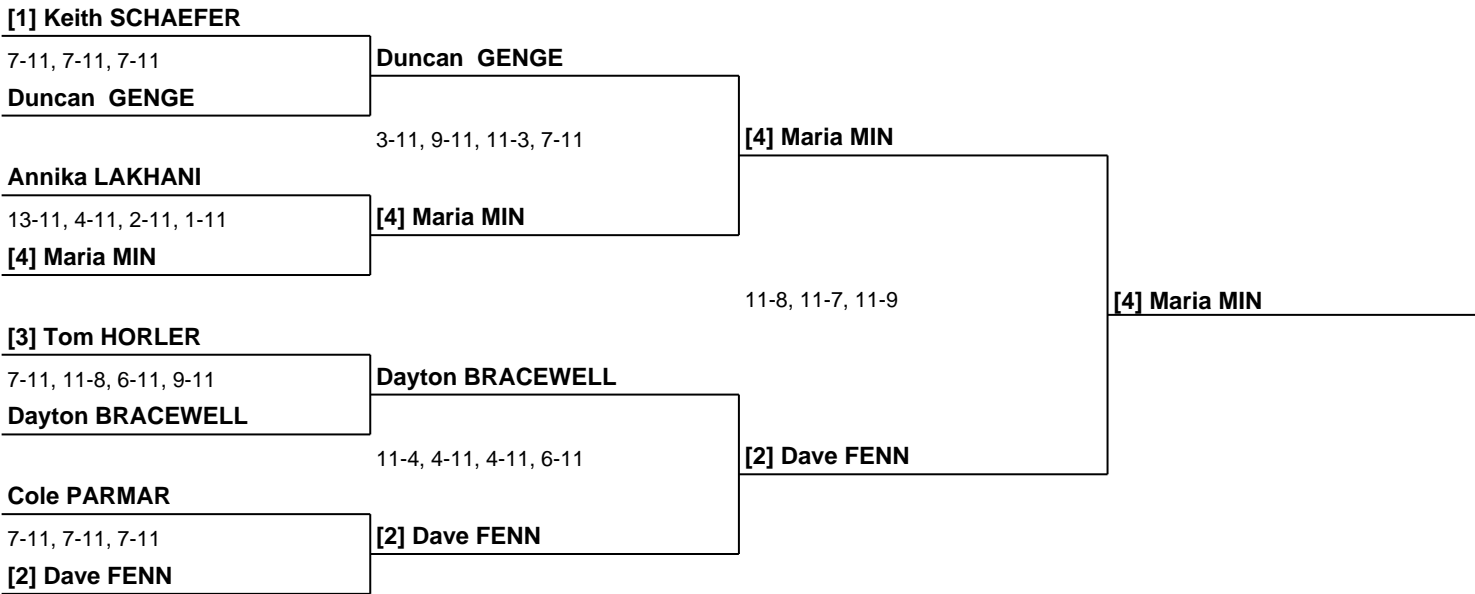 [1] Keith SCHAEFER
7-11, 7-11, 7-11
Duncan  GENGE
Duncan  GENGE
3-11, 9-11, 11-3, 7-11
[4] Maria MIN
Annika LAKHANI
13-11, 4-11, 2-11, 1-11
[4] Maria MIN
[4] Maria MIN
11-8, 11-7, 11-9
[4] Maria MIN
[3] Tom HORLER
7-11, 11-8, 6-11, 9-11
Dayton BRACEWELL
Dayton BRACEWELL
11-4, 4-11, 4-11, 6-11
[2] Dave FENN
Cole PARMAR
7-11, 7-11, 7-11
[2] Dave FENN
[2] Dave FENN